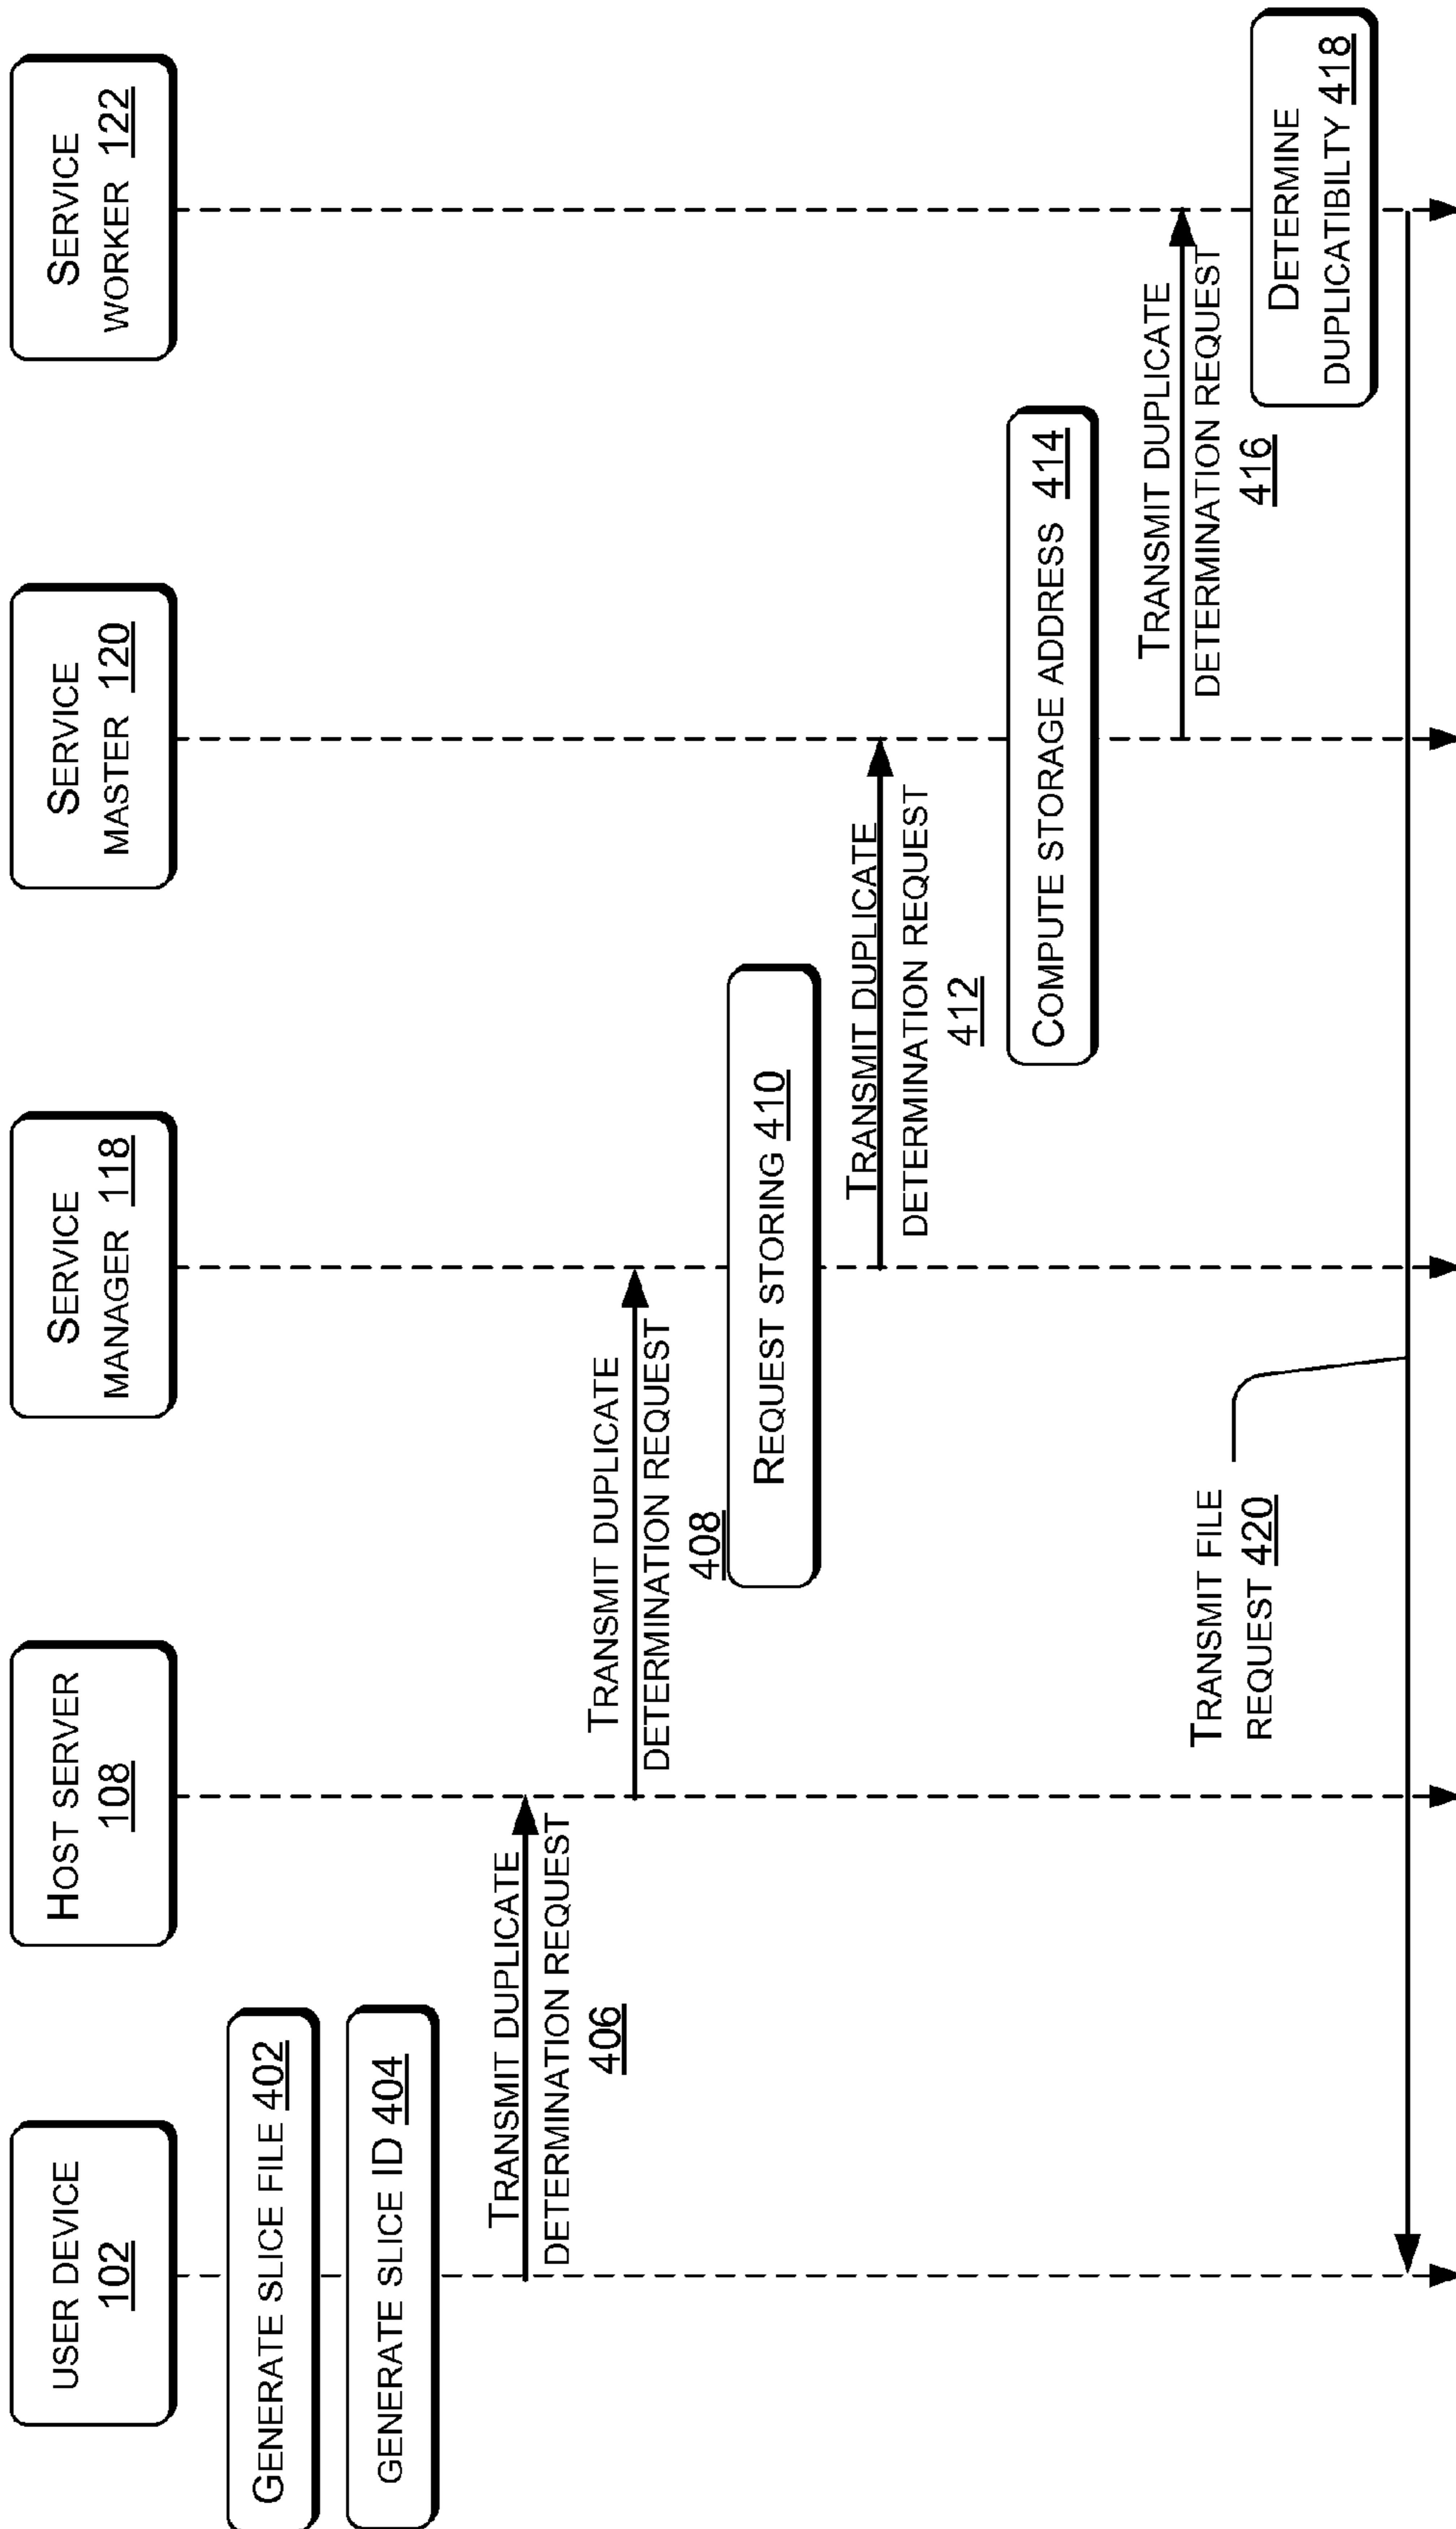 USER DEVICE
102
HOST SERVER
108
SERVICE
MANAGER 118
SERVICE
MASTER 120
SERVICE
WORKER 122
GENERATE SLICE FILE 402
GENERATE SLICE ID 404
TRANSMIT DUPLICATE
DETERMINATION REQUEST
406
TRANSMIT DUPLICATE
DETERMINATION REQUEST
408
REQUEST STORING 410
TRANSMIT DUPLICATE
DETERMINATION REQUEST
412
COMPUTE STORAGE ADDRESS 414
TRANSMIT DUPLICATE
DETERMINATION REQUEST
416
DETERMINE
DUPLICATIBILTY 418
TRANSMIT FILE
REQUEST 420